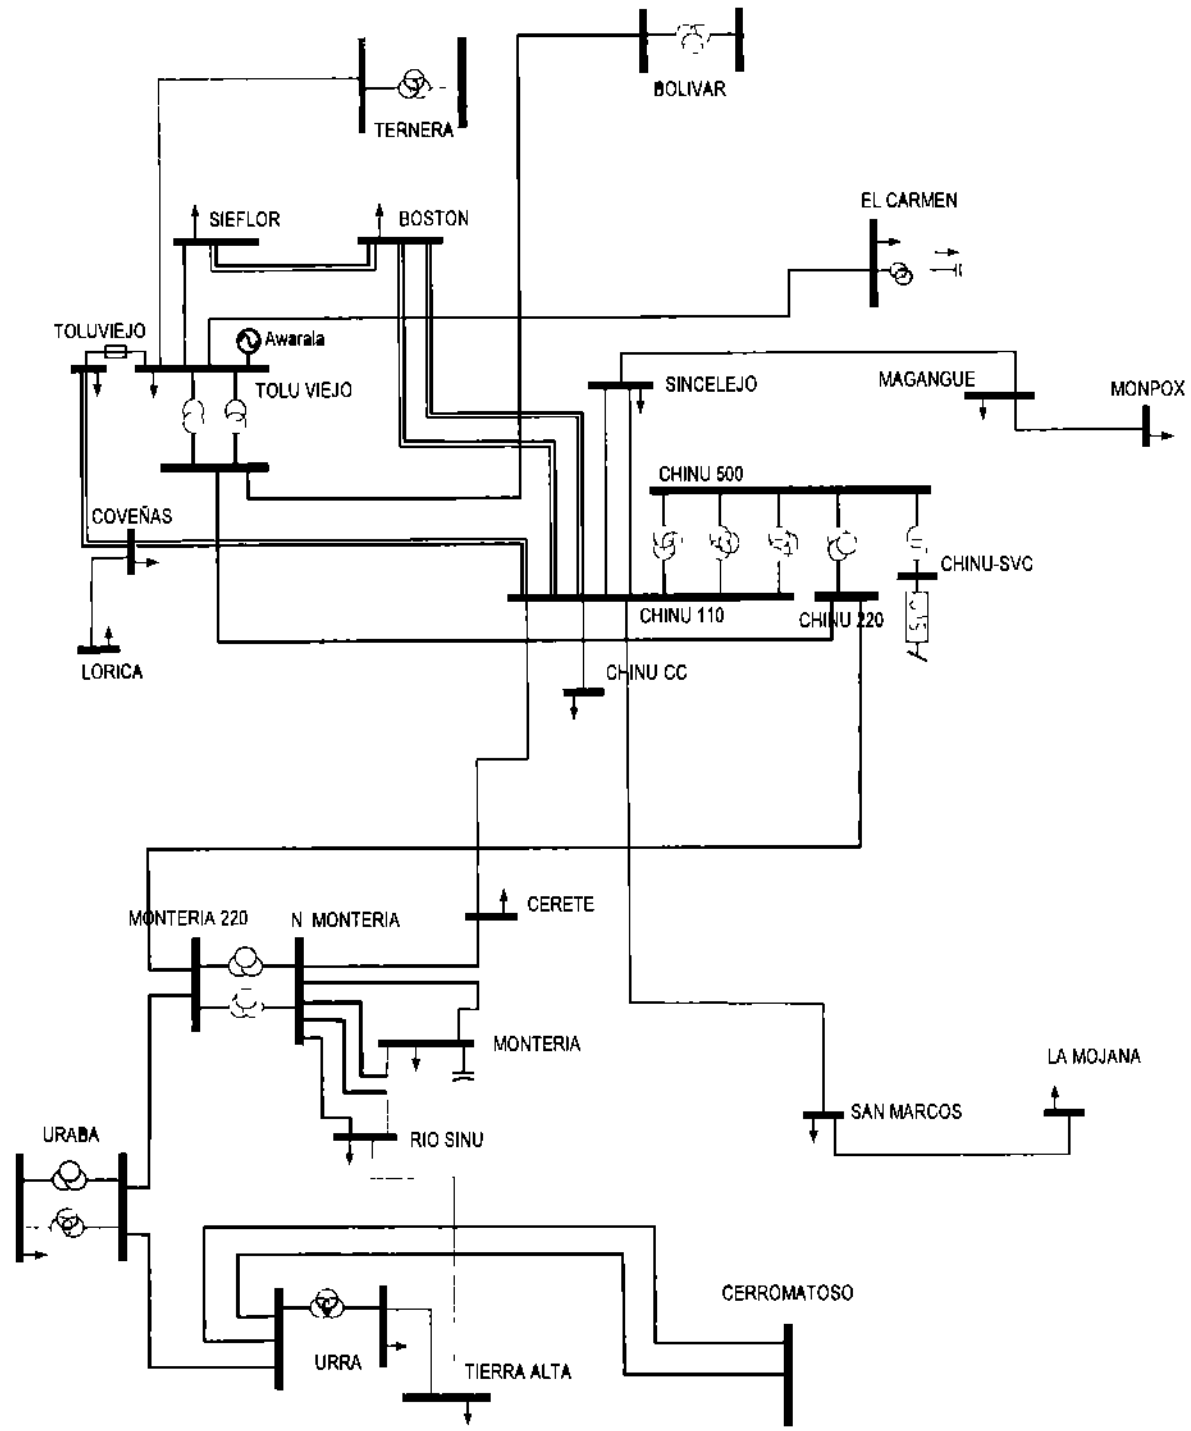 BOLIVAR
TERNERA
EL CARMEN
SIEFLOR
BOSTON
TOLUVIEJO
Awarala
TOLU VIEJO
SINCELEJO
MAGANGUE
MONPOX
CHINU 500
COVEÑAS
CHINU-SVC
CHINU 110
CHINU 220
SVC
LORICA
CHINU CC
CERETE
MONTERIA 220
N MONTERIA
MONTERIA
LA MOJANA
SAN MARCOS
URABA
RIO SINU
CERROMATOSO
URRA
TIERRA ALTA